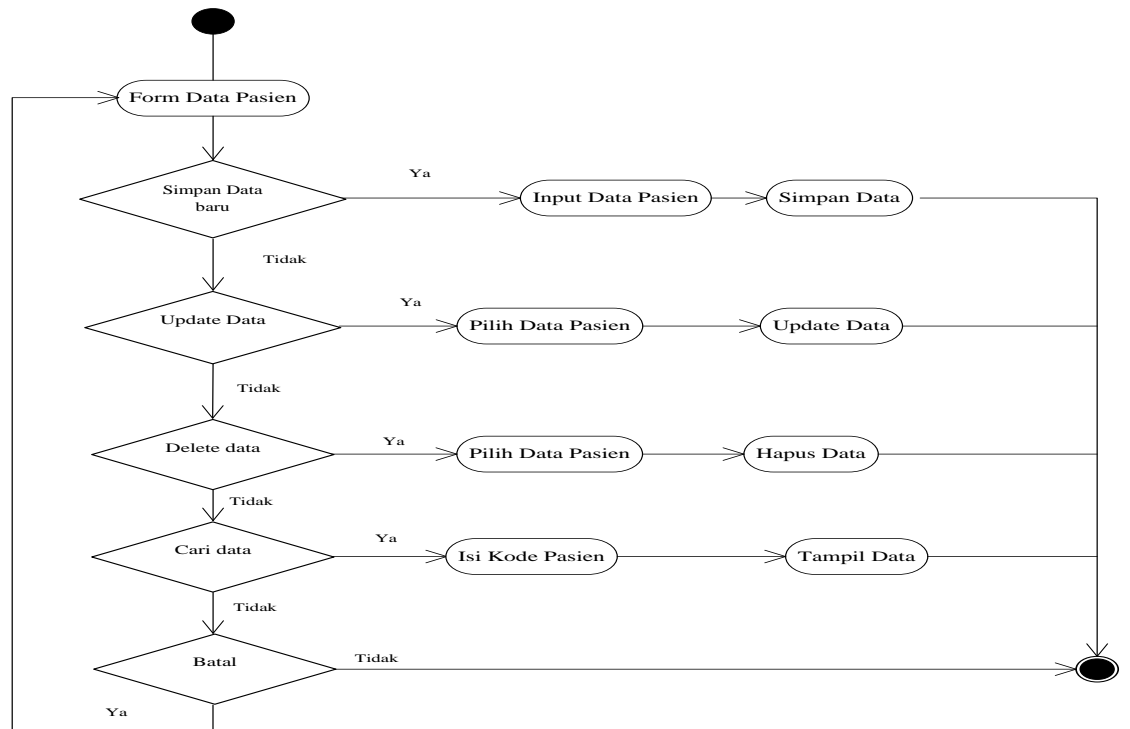 Form Data Pasien
Simpan Data
baru
Ya
Input Data Pasien
Simpan Data
Tidak
Update Data
Ya
Pilih Data Pasien
Update Data
Tidak
Delete data
Ya
Pilih Data Pasien
Hapus Data
Tidak
Cari data
Ya
Isi Kode Pasien
Tampil Data
Tidak
Batal
Tidak
Ya